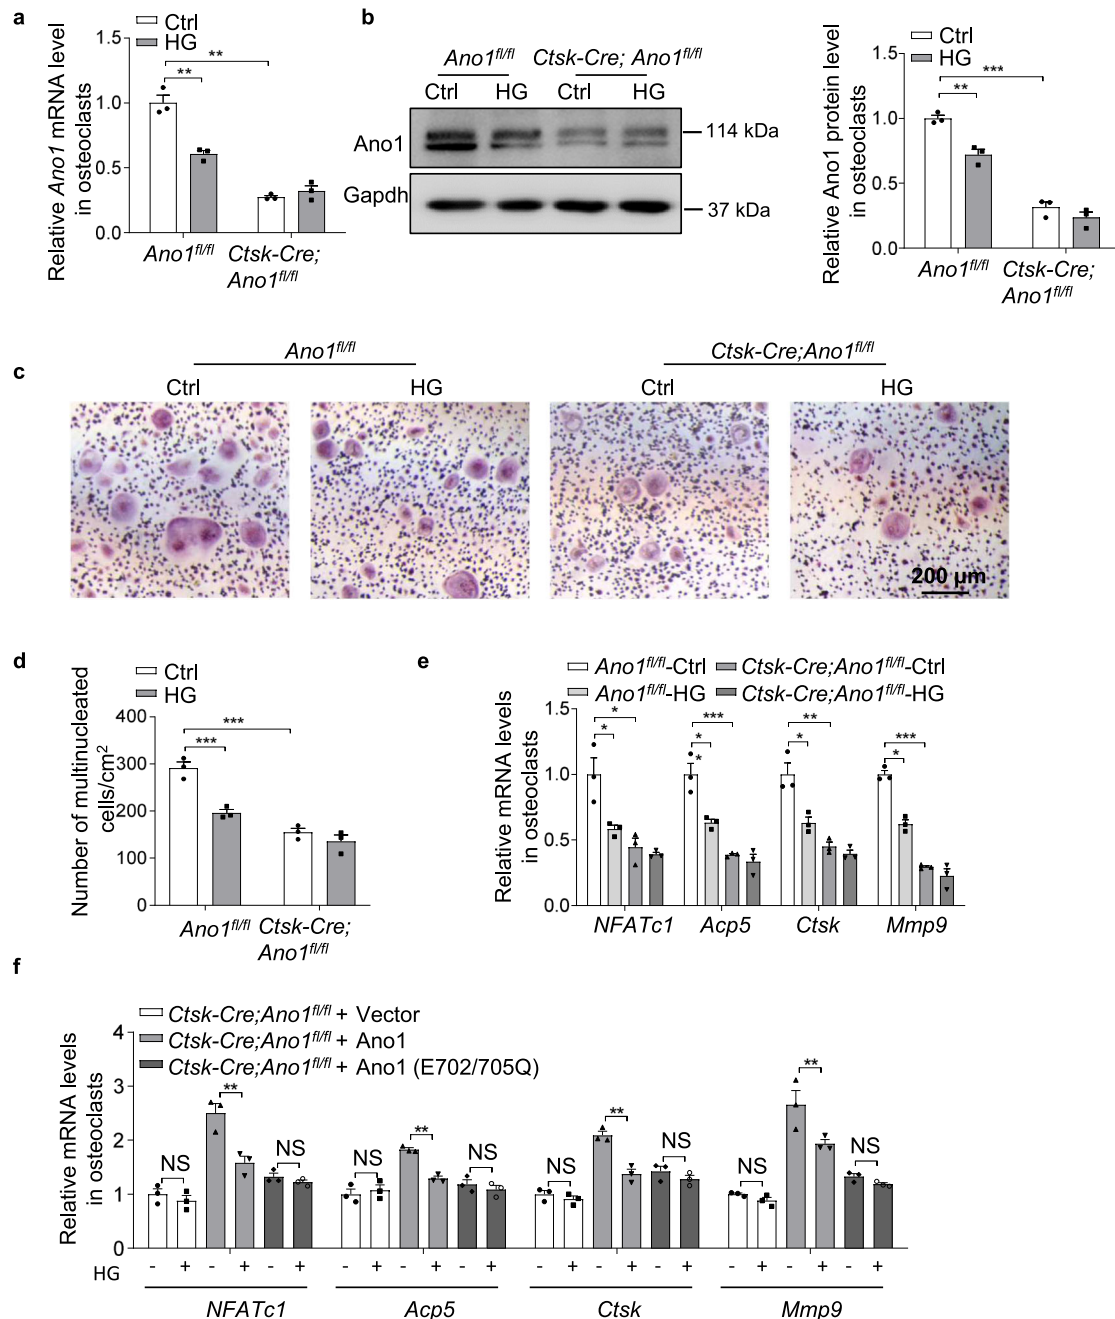 a
Ctrl
HG
Relative Ano1 mRNA level
in osteoclasts
1.5
1.0
0.5
0.0
**
**
Ano1fl/fl
Ctsk-Cre;
Ano1fl/fl
b
Ano1fl/fl
Ctsk-Cre; Ano1fl/fl
Ctrl HG Ctrl HG
Ano1
114 kDa
Gapdh
37 kDa
Ctrl
HG
Relative Ano1 protein level
in osteoclasts
1.5
1.0
0.5
0.0
***
**
Ano1fl/fl
Ctsk-Cre;
Ano1fl/fl
c
Ano1fl/fl
Ctsk-Cre;Ano1fl/fl
Ctrl HG Ctrl HG
200 μm
d
Ctrl
HG
Number of multinucleated
cells/cm2
400
300
200
100
0
***
***
Ano1fl/fl
Ctsk-Cre;
Ano1fl/fl
e
Ano1fl/fl-Ctrl
Ctsk-Cre;Ano1fl/fl-Ctrl
Ano1fl/fl-HG
Ctsk-Cre;Ano1fl/fl-HG
Relative mRNA levels
in osteoclasts
1.5
1.0
0.5
0.0
*
*
***
*
*
**
*
***
*
NFATc1 Acp5 Ctsk Mmp9
f
Ctsk-Cre;Ano1fl/fl + Vector
Ctsk-Cre;Ano1fl/fl + Ano1
Ctsk-Cre;Ano1fl/fl + Ano1 (E702/705Q)
Relative mRNA levels
in osteoclasts
4
3
2
1
0
NS ** NS NS ** NS NS ** NS NS ** NS
HG - + - + - + - + - + - + - + - + - + - + - + - +
NFATc1 Acp5 Ctsk Mmp9